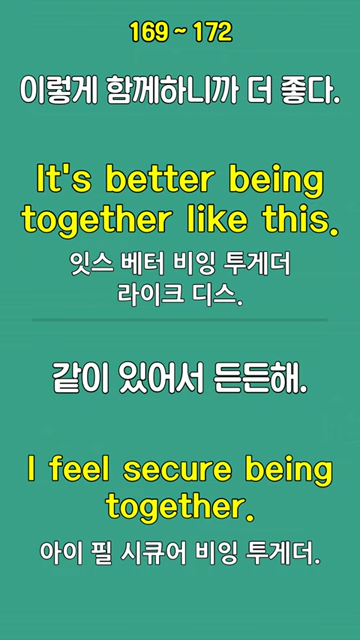 169 ~ 172
이렇게 함께하니까 더 좋다.
It's better being
together like this.
잇스 베터 비잉 투게더
라이크 디스.
같이 있어서 든든해.
I feel secure being
together.
아이 필 시큐어 비잉 투게더.